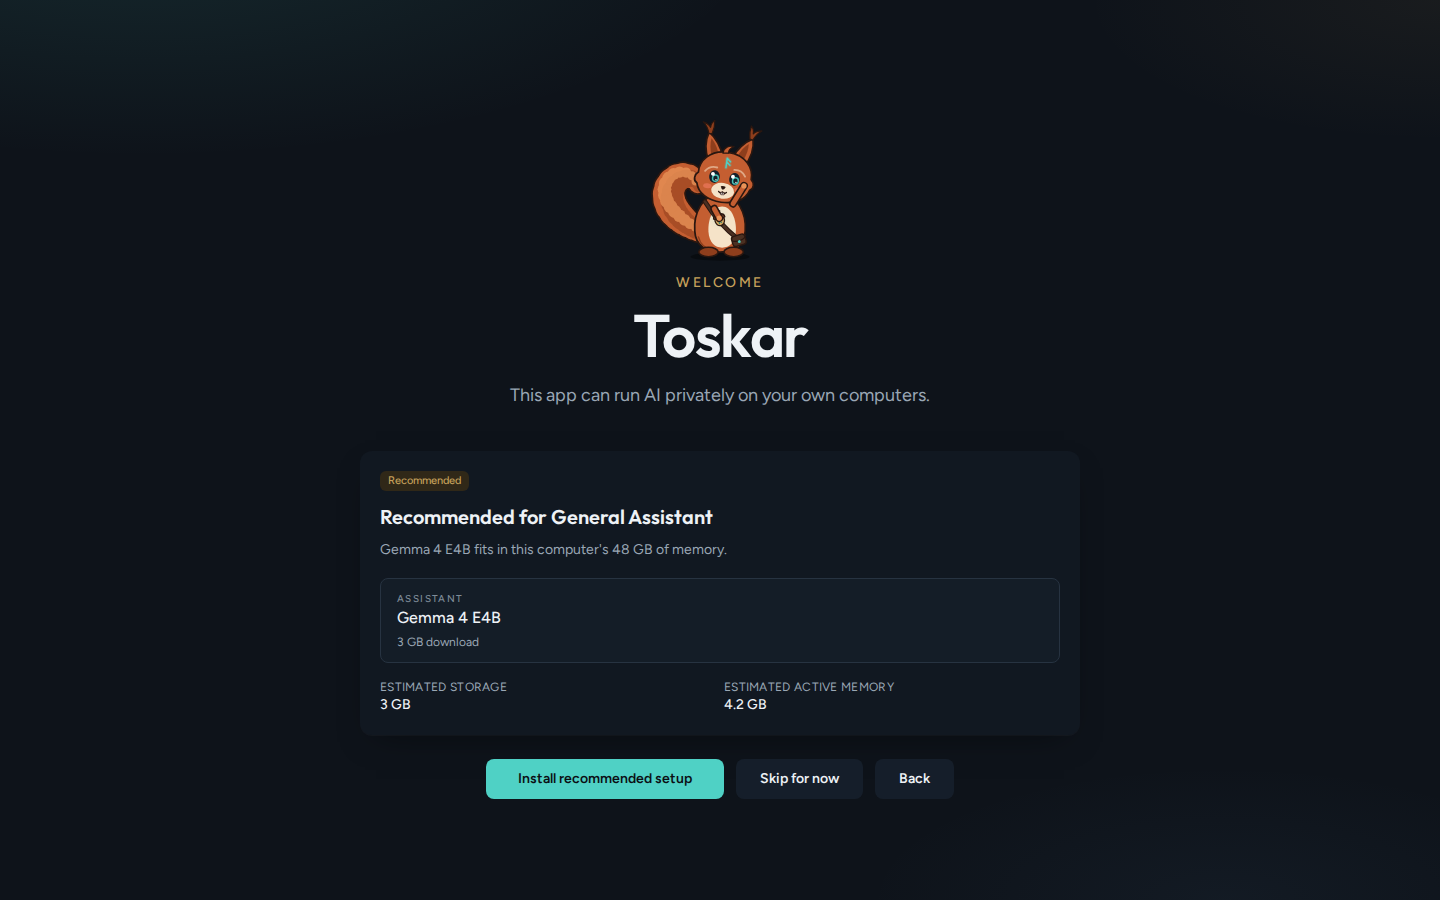 WELCOME
Toskar
This app can run AI privately on your own computers.
Recommended
Recommended for General Assistant
Gemma 4 E4B fits in this computer's 48 GB of memory.
ASSISTANT
Gemma 4 E4B
3 GB download
ESTIMATED STORAGE
3 GB
ESTIMATED ACTIVE MEMORY
4.2 GB
Install recommended setup
Skip for now
Back